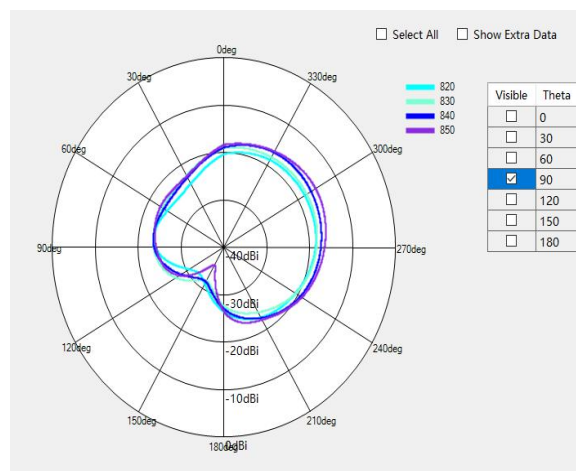 Select All
Show Extra Data
0deg
30deg
330deg
820
830
840
850
Visible
Theta
0
30
60
90
120
150
180
60deg
300deg
90deg
270deg
-40dBi
-30dBi
-20dBi
-10dBi
0dBi
120deg
240deg
150deg
210deg
180deg